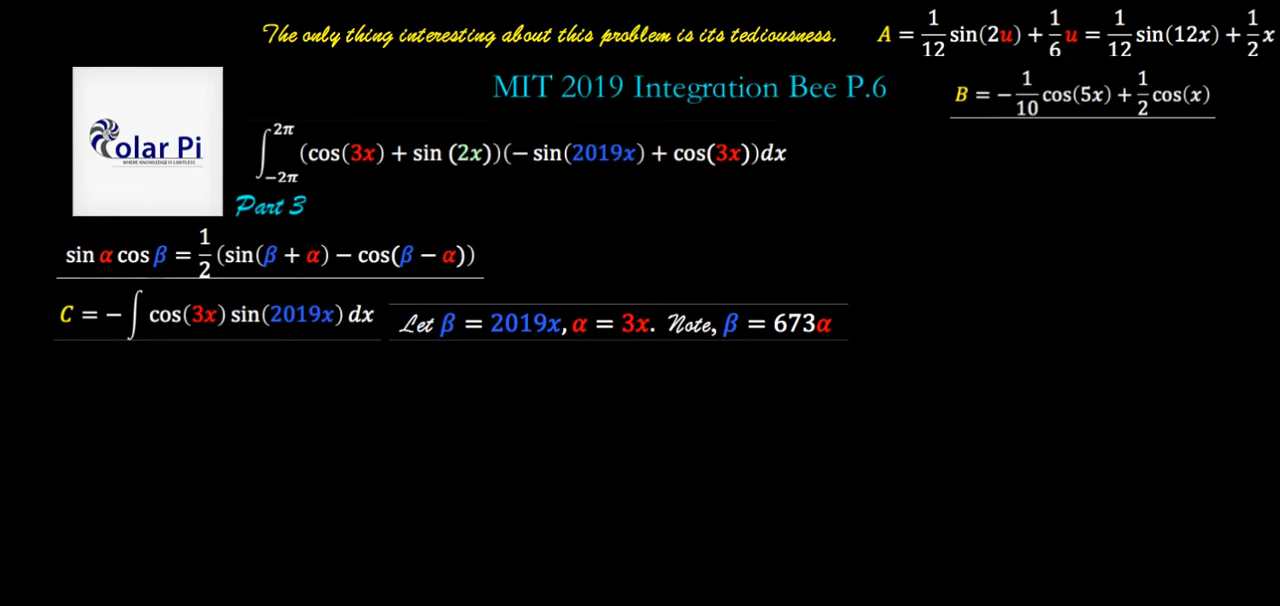 The only thing interesting about this problem is its tediousness.
A = 1/12 sin(2u) + 1/6 u = 1/12 sin(12x) + 1/2 x
MIT 2019 Integration Bee P.6
B = − 1/10 cos(5x) + 1/2 cos(x)
olar Pi
WHERE KNOWLEDGE IS LIMITLESS
∫_{−2π}^{2π} (cos(3x) + sin (2x))(− sin(2019x) + cos(3x))dx
Part 3
sin α cos β = 1/2 (sin(β + α) − cos(β − α))
C = − ∫ cos(3x) sin(2019x) dx
Let β = 2019x, α = 3x. Note, β = 673α